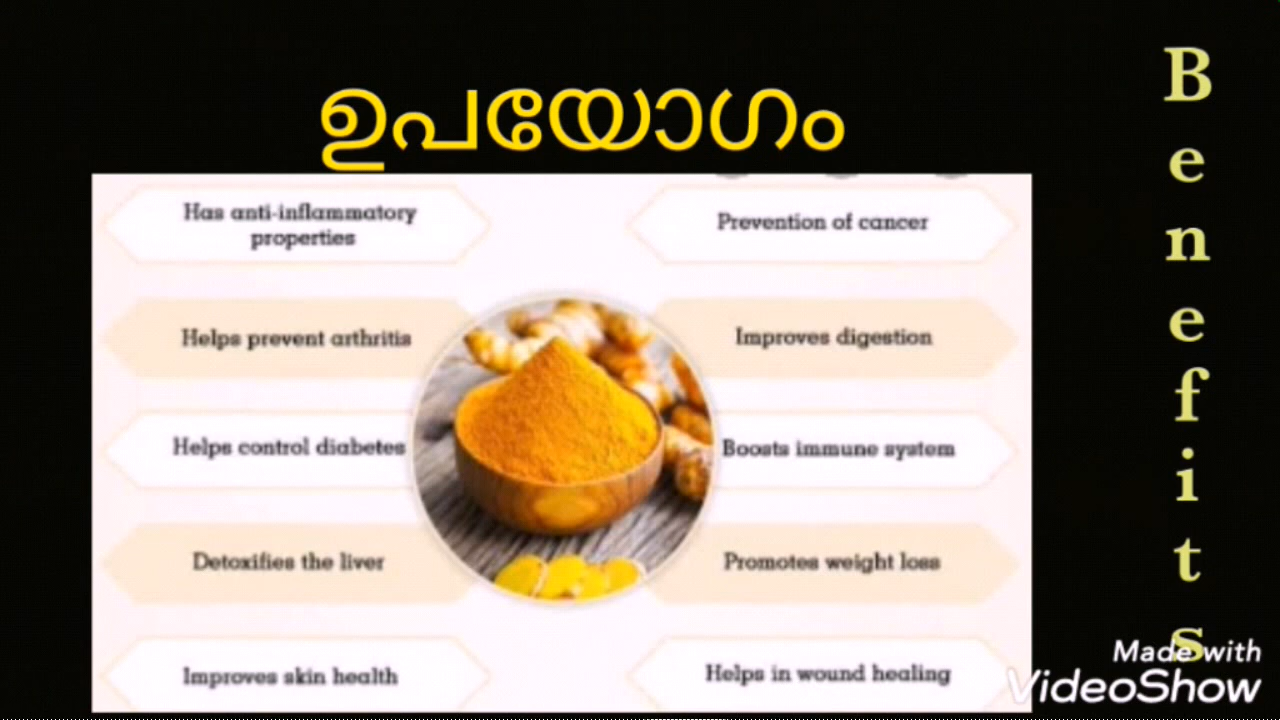 ഉപയോഗം
Has anti-inflammatory
properties
Prevention of cancer
Helps prevent arthritis
Improves digestion
Helps control diabetes
Boosts immune system
Detoxifies the liver
Promotes weight loss
Improves skin health
Helps in wound healing
Benefits
Made with
VideoShow